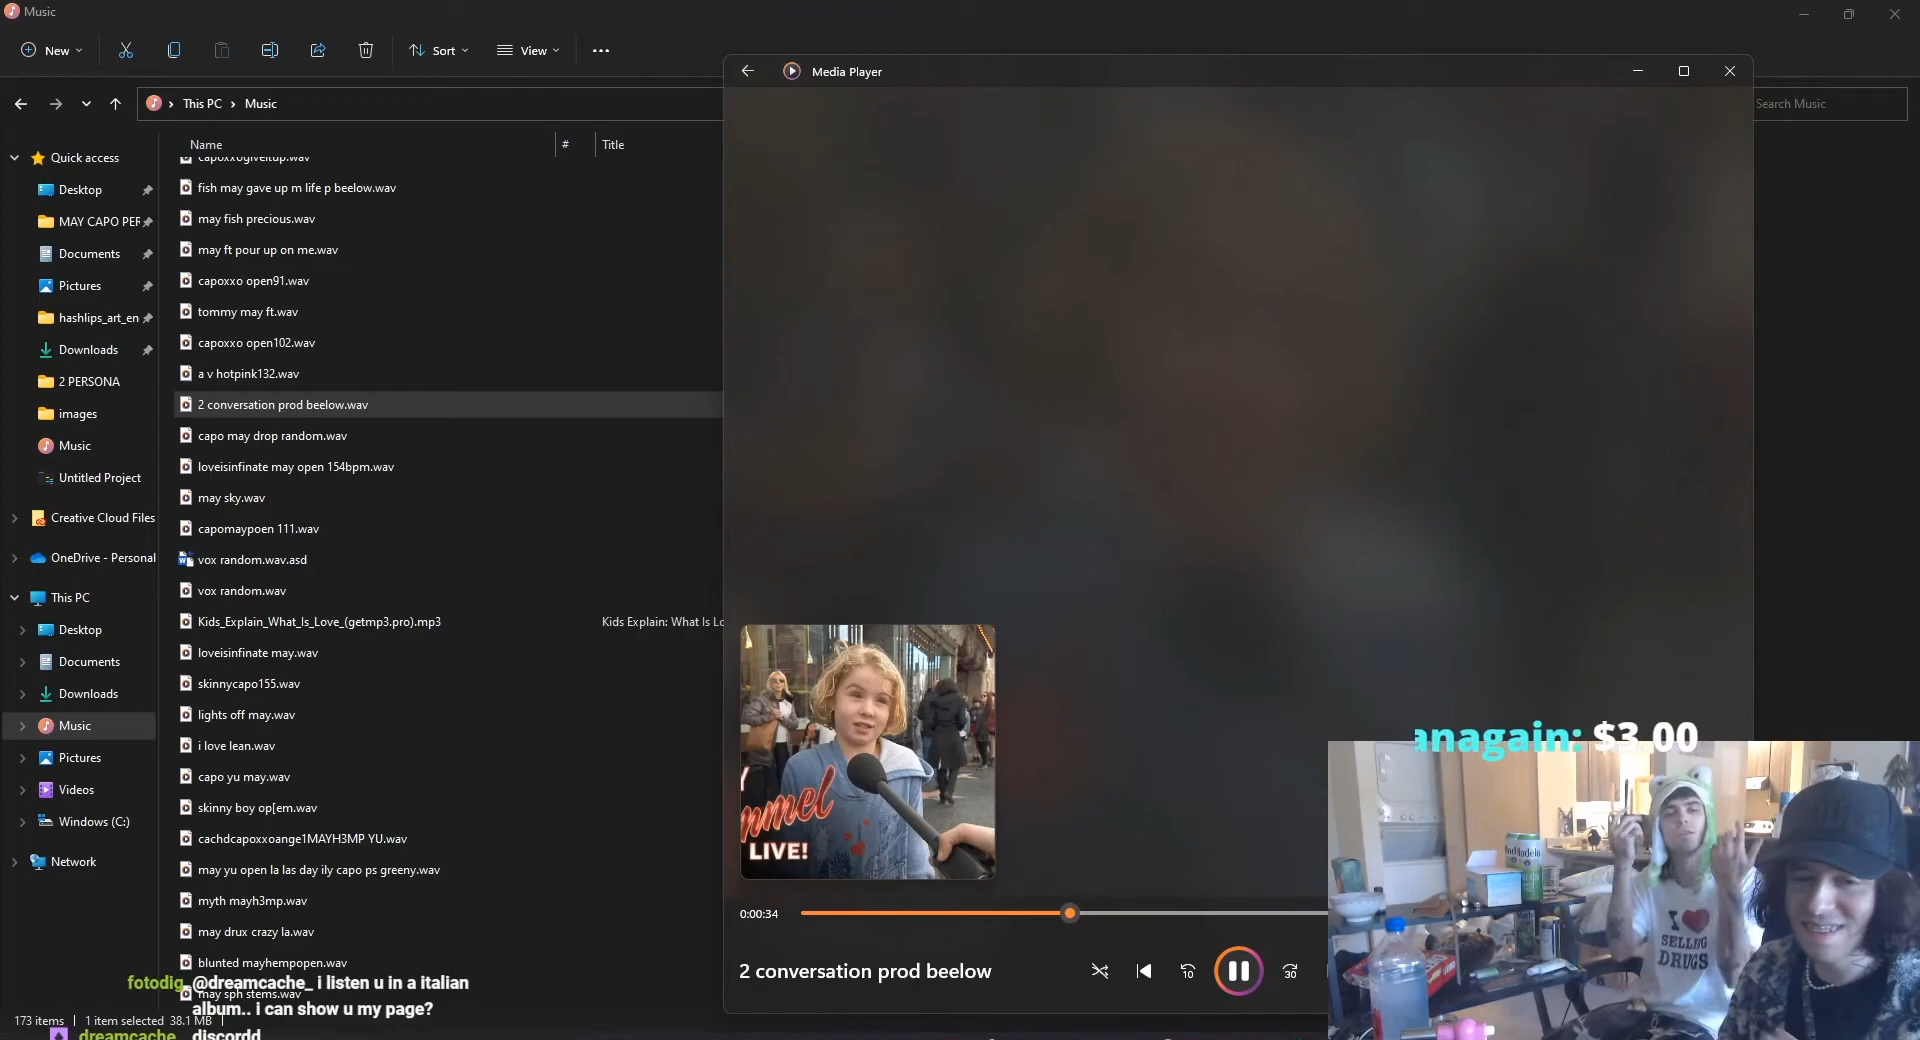 Music
New
Sort
View
Media Player
This PC
Music
Search Music
Name
#
Title
Quick access
Desktop
MAY CAPO PER
Documents
Pictures
hashlips_art_en
Downloads
2 PERSONA
images
Music
Untitled Project
Creative Cloud Files
OneDrive - Personal
This PC
Desktop
Documents
Downloads
Music
Pictures
Videos
Windows (C:)
Network
capoxxogiveitup.wav
fish may gave up m life p beelow.wav
may fish precious.wav
may ft pour up on me.wav
capoxxo open91.wav
tommy may ft.wav
capoxxo open102.wav
a v hotpink132.wav
2 conversation prod beelow.wav
capo may drop random.wav
loveisinfinate may open 154bpm.wav
may sky.wav
capomaypoen 111.wav
vox random.wav.asd
vox random.wav
Kids_Explain_What_Is_Love_(getmp3.pro).mp3
Kids Explain: What Is Lo
loveisinfinate may.wav
skinnycapo155.wav
lights off may.wav
i love lean.wav
capo yu may.wav
skinny boy op[em.wav
cachdcapoxxoange1MAYH3MP YU.wav
may yu open la las day ily capo ps greeny.wav
myth mayh3mp.wav
may drux crazy la.wav
blunted mayhempopen.wav
may sph stems.wav
173 items
1 item selected 38.1 MB
fotodig @dreamcache_ i listen u in a italian
album.. i can show u my page?
dreamcache_ discordd
mmel
LIVE!
0:00:34
2 conversation prod beelow
10
30
anagain: $3.00
Modelo
I
SELLING
DRUGS